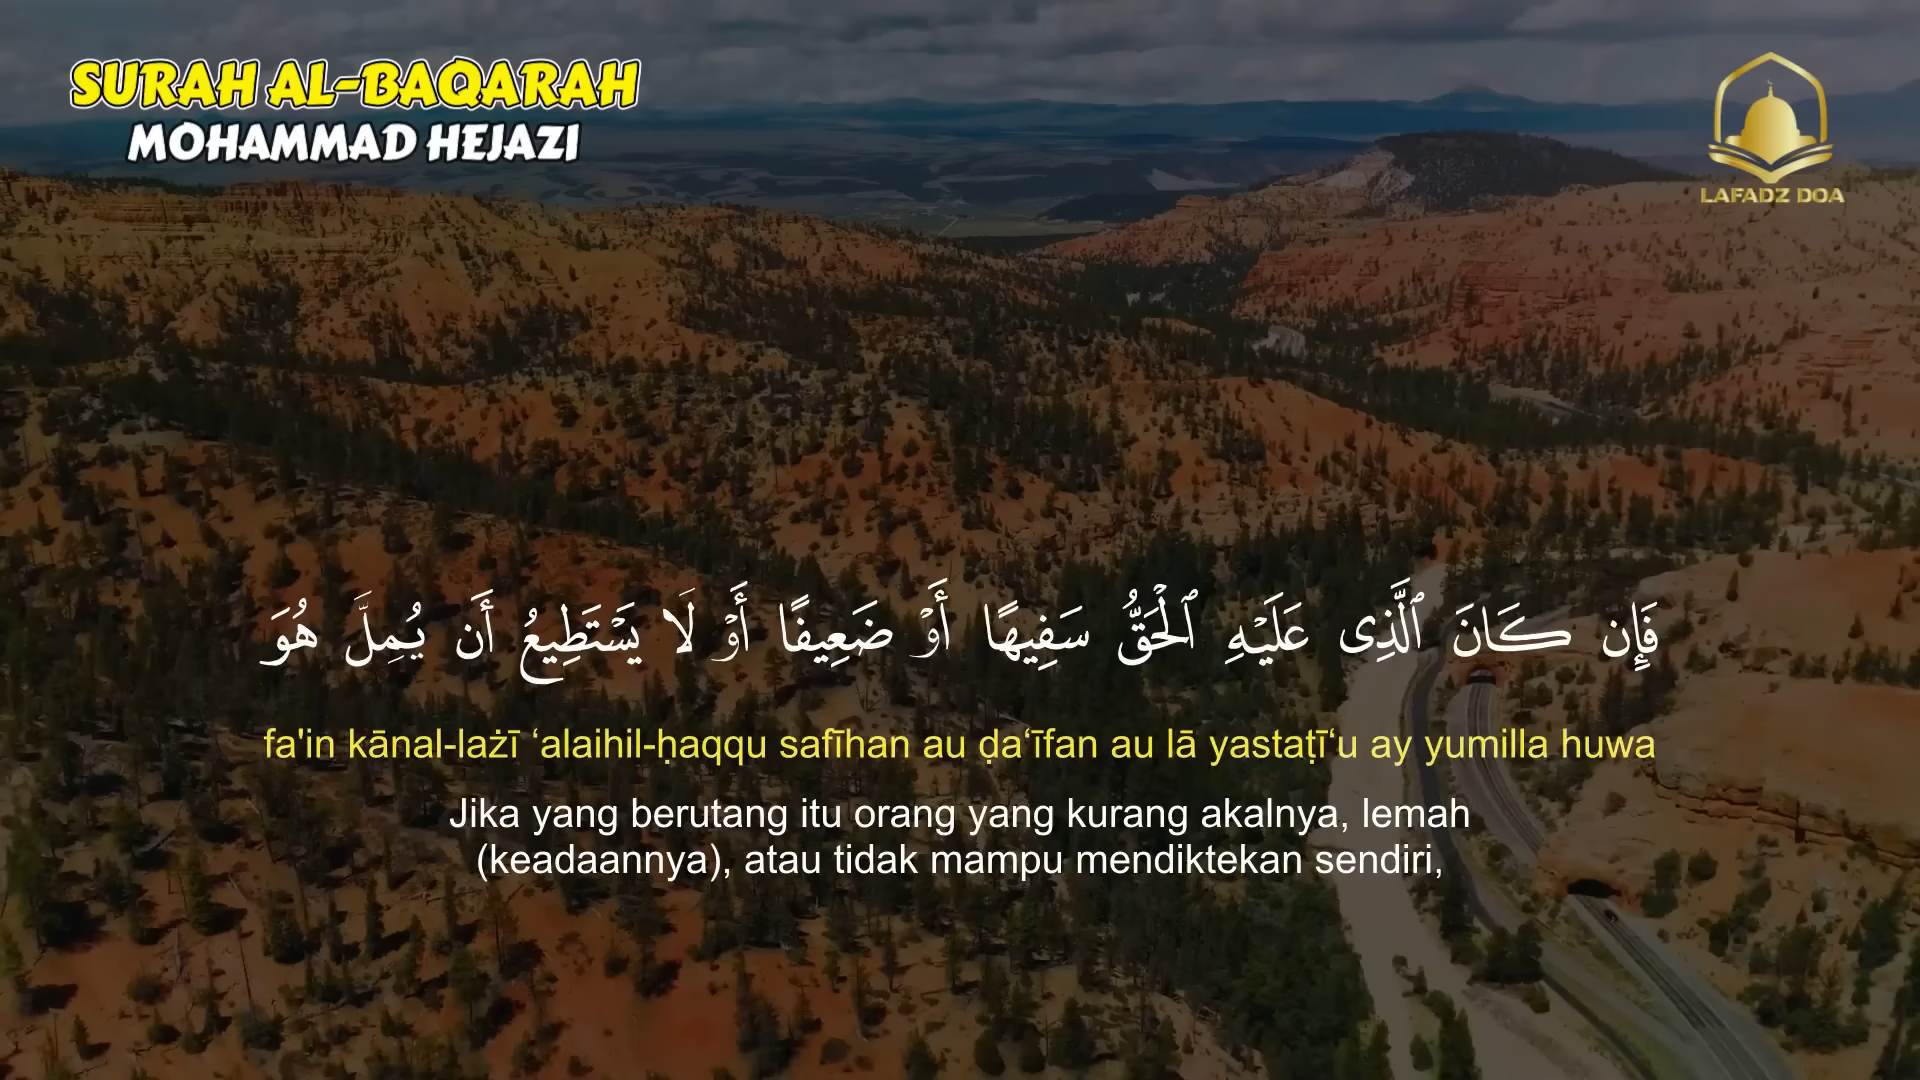 SURAH AL-BAQARAH
MOHAMMAD HEJAZI
LAFADZ DOA
فَإِن كَانَ ٱلَّذِى عَلَيْهِ ٱلْحَقُّ سَفِيهًا أَوْ ضَعِيفًا أَوْ لَا يَسْتَطِيعُ أَن يُمِلَّ هُوَ
fa'in kānal-lażī ‘alaihil-ḥaqqu safīhan au ḍa‘īfan au lā yastaṭī‘u ay yumilla huwa
Jika yang berutang itu orang yang kurang akalnya, lemah
(keadaannya), atau tidak mampu mendiktekan sendiri,